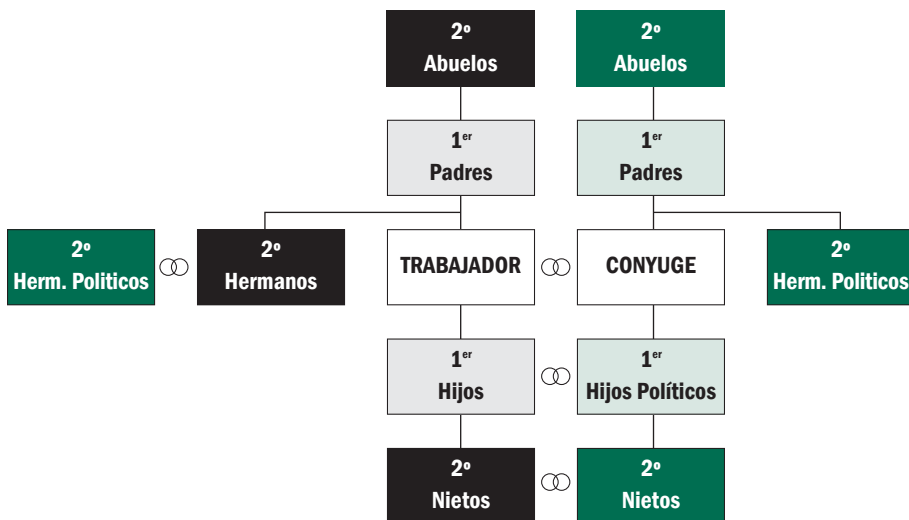 2º
Abuelos
2º
Abuelos
1er
Padres
1er
Padres
2º
Herm. Politicos
2º
Hermanos
TRABAJADOR
CONYUGE
2º
Herm. Politicos
1er
Hijos
1er
Hijos Políticos
2º
Nietos
2º
Nietos